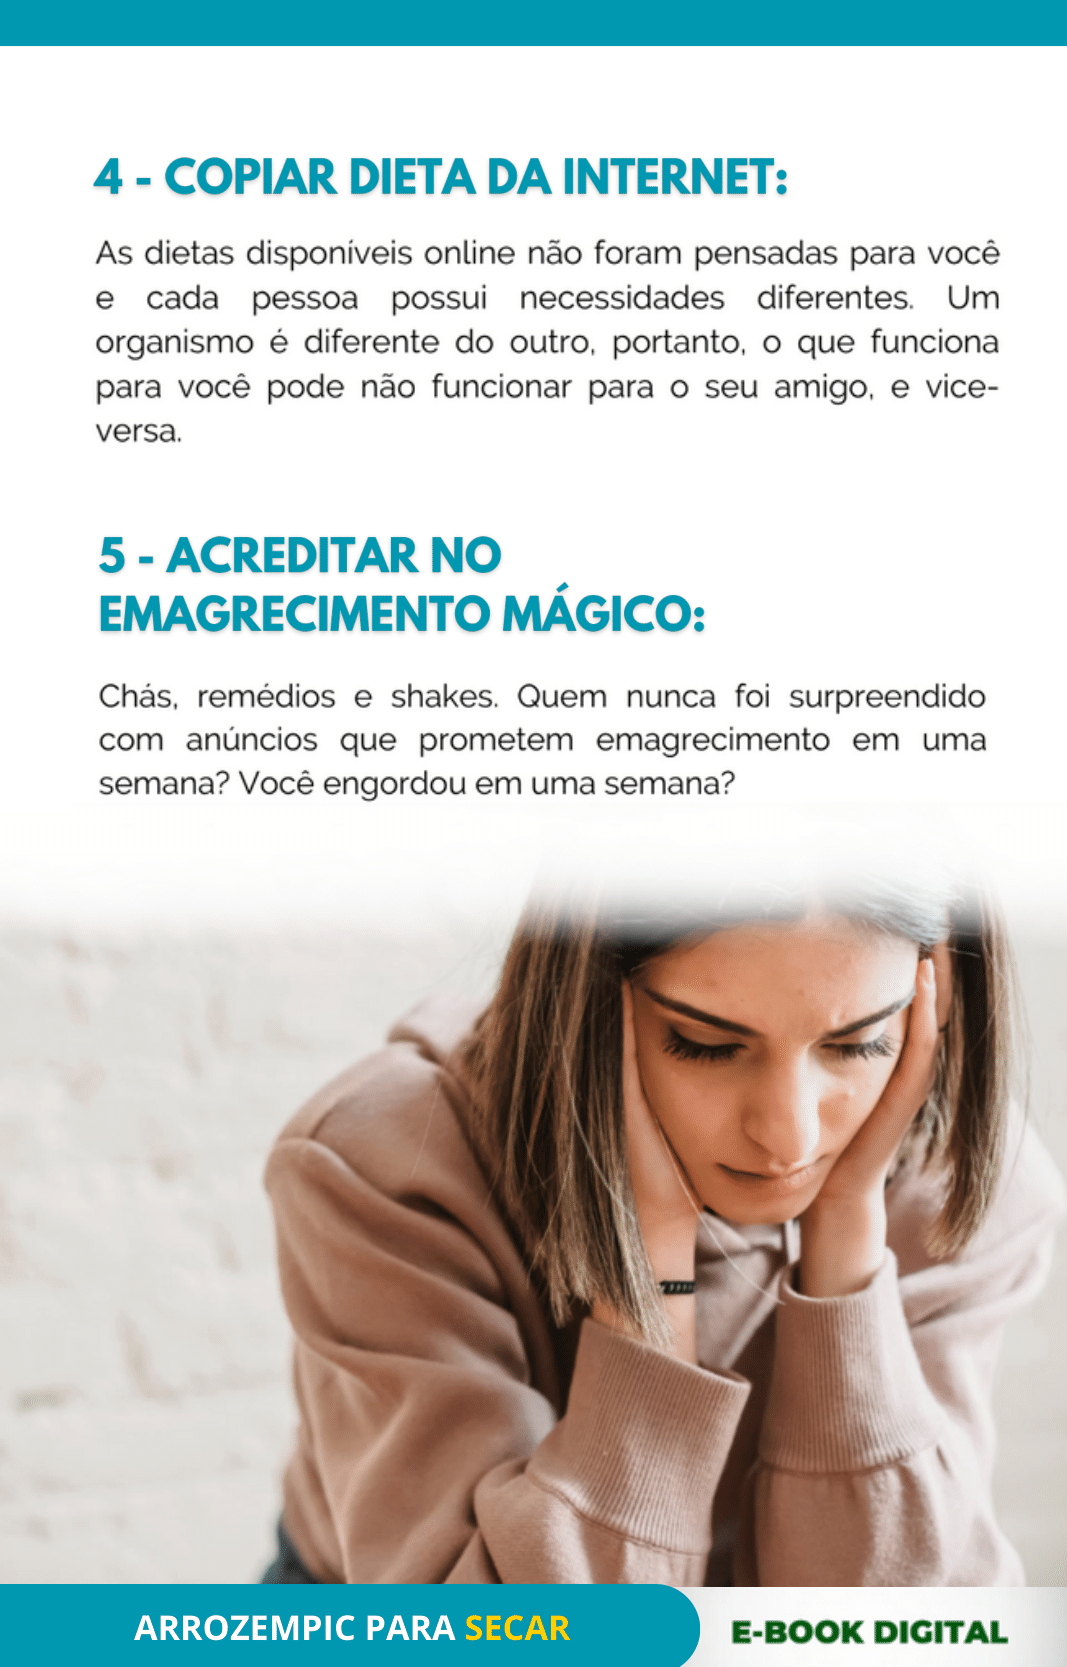 4 - COPIAR DIETA DA INTERNET:
As dietas disponíveis online não foram pensadas para você
e cada pessoa possui necessidades diferentes. Um
organismo é diferente do outro, portanto, o que funciona
para você pode não funcionar para o seu amigo, e vice-
versa.
5 - ACREDITAR NO
EMAGRECIMENTO MÁGICO:
Chás, remédios e shakes. Quem nunca foi surpreendido
com anúncios que prometem emagrecimento em uma
semana? Você engordou em uma semana?
ARROZEMPIC PARA SECAR
E-BOOK DIGITAL